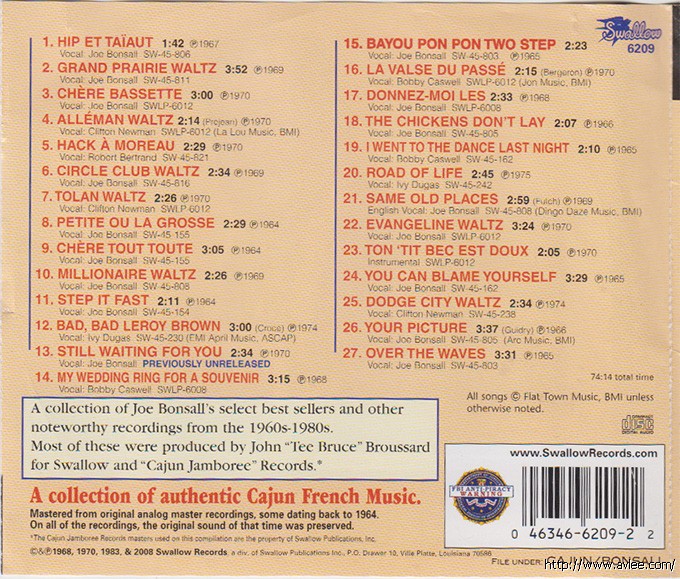 1. HIP ET TAÏAUT 1:42 ℗1967
Vocal: Joe Bonsall SW-45-806
2. GRAND PRAIRIE WALTZ 3:52 ℗1969
Vocal: Joe Bonsall SW-45-811
3. CHÈRE BASSETTE 3:00 ℗1970
Vocal: Joe Bonsall SWLP-6012
4. ALLÉMAN WALTZ 2:14 (Prejean) ℗1970
Vocal: Clifton Newman SWLP-6012 (La Lou Music, BMI)
5. HACK À MOREAU 2:29 ℗1970
Vocal: Robert Bertrand SW-45-821
6. CIRCLE CLUB WALTZ 2:34 ℗1969
Vocal: Joe Bonsall SW-45-816
7. TOLAN WALTZ 2:26 ℗1970
Vocal: Clifton Newman SWLP-6012
8. PETITE OU LA GROSSE 2:29 ℗1964
Vocal: Joe Bonsall SW-45-155
9. CHÈRE TOUT TOUTE 3:05 ℗1964
Vocal: Joe Bonsall SW-45-155
10. MILLIONAIRE WALTZ 2:26 ℗1969
Vocal: Joe Bonsall SW-45-808
11. STEP IT FAST 2:11 ℗1964
Vocal: Joe Bonsall SW-45-154
12. BAD, BAD LEROY BROWN 3:00 (Croce) ℗1974
Vocal: Ivy Dugas SW-45-230 (EMI April Music, ASCAP)
13. STILL WAITING FOR YOU 2:34 ℗1970
Vocal: Joe Bonsall PREVIOUSLY UNRELEASED
14. MY WEDDING RING FOR A SOUVENIR 3:15 ℗1968
Vocal: Bobby Caswell SWLP-6008
Swallow
6209
15. BAYOU PON PON TWO STEP 2:23
Vocal: Joe Bonsall SW-45-803 ℗1965
16. LA VALSE DU PASSÉ 2:15 (Bergeron) ℗1970
Vocal: Bobby Caswell SWLP-6012 (Jon Music, BMI)
17. DONNEZ-MOI LES 2:33 ℗1968
Vocal: Joe Bonsall SWLP-6008
18. THE CHICKENS DON'T LAY 2:07 ℗1966
Vocal: Joe Bonsall SW-45-805
19. I WENT TO THE DANCE LAST NIGHT 2:10 ℗1965
Vocal: Bobby Caswell SW-45-162
20. ROAD OF LIFE 2:45 ℗1975
Vocal: Ivy Dugas SW-45-242
21. SAME OLD PLACES 2:59 (Fulch) ℗1969
English Vocal: Joe Bonsall SW-45-808 (Dingo Daze Music, BMI)
22. EVANGELINE WALTZ 3:24 ℗1970
Vocal: Joe Bonsall SWLP-6012
23. TON 'TIT BEC EST DOUX 2:05 ℗1970
Instrumental SWLP-6012
24. YOU CAN BLAME YOURSELF 3:29 ℗1965
Vocal: Joe Bonsall SW-45-162
25. DODGE CITY WALTZ 2:34 ℗1974
Vocal: Clifton Newman SW-45-238
26. YOUR PICTURE 3:37 (Guidry) ℗1966
Vocal: Joe Bonsall SW-45-805 (Arc Music, BMI)
27. OVER THE WAVES 3:31 ℗1965
Vocal: Joe Bonsall SW-45-803
74:14 total time
All songs © Flat Town Music, BMI unless
otherwise noted.
COMPACT
disc
DIGITAL AUDIO
A collection of Joe Bonsall's select best sellers and other
noteworthy recordings from the 1960s-1980s.
Most of these were produced by John "Tee Bruce" Broussard
for Swallow and "Cajun Jamboree" Records.*
A collection of authentic Cajun French Music.
Mastered from original analog master recordings, some dating back to 1964.
On all of the recordings, the original sound of that time was preserved.
*The Cajun Jamboree Records masters used on this compilation are the property of Swallow Publications, Inc.
©&℗1968, 1970, 1983, & 2008 Swallow Records, a div. of Swallow Publications Inc., P.O. Drawer 10, Ville Platte, Louisiana 70586
FBI ANTI-PIRACY
WARNING
www.SwallowRecords.com
0 46346-6209-2 2
FILE UNDER: CAJUN/BONSALL
http://www.avlee.com/